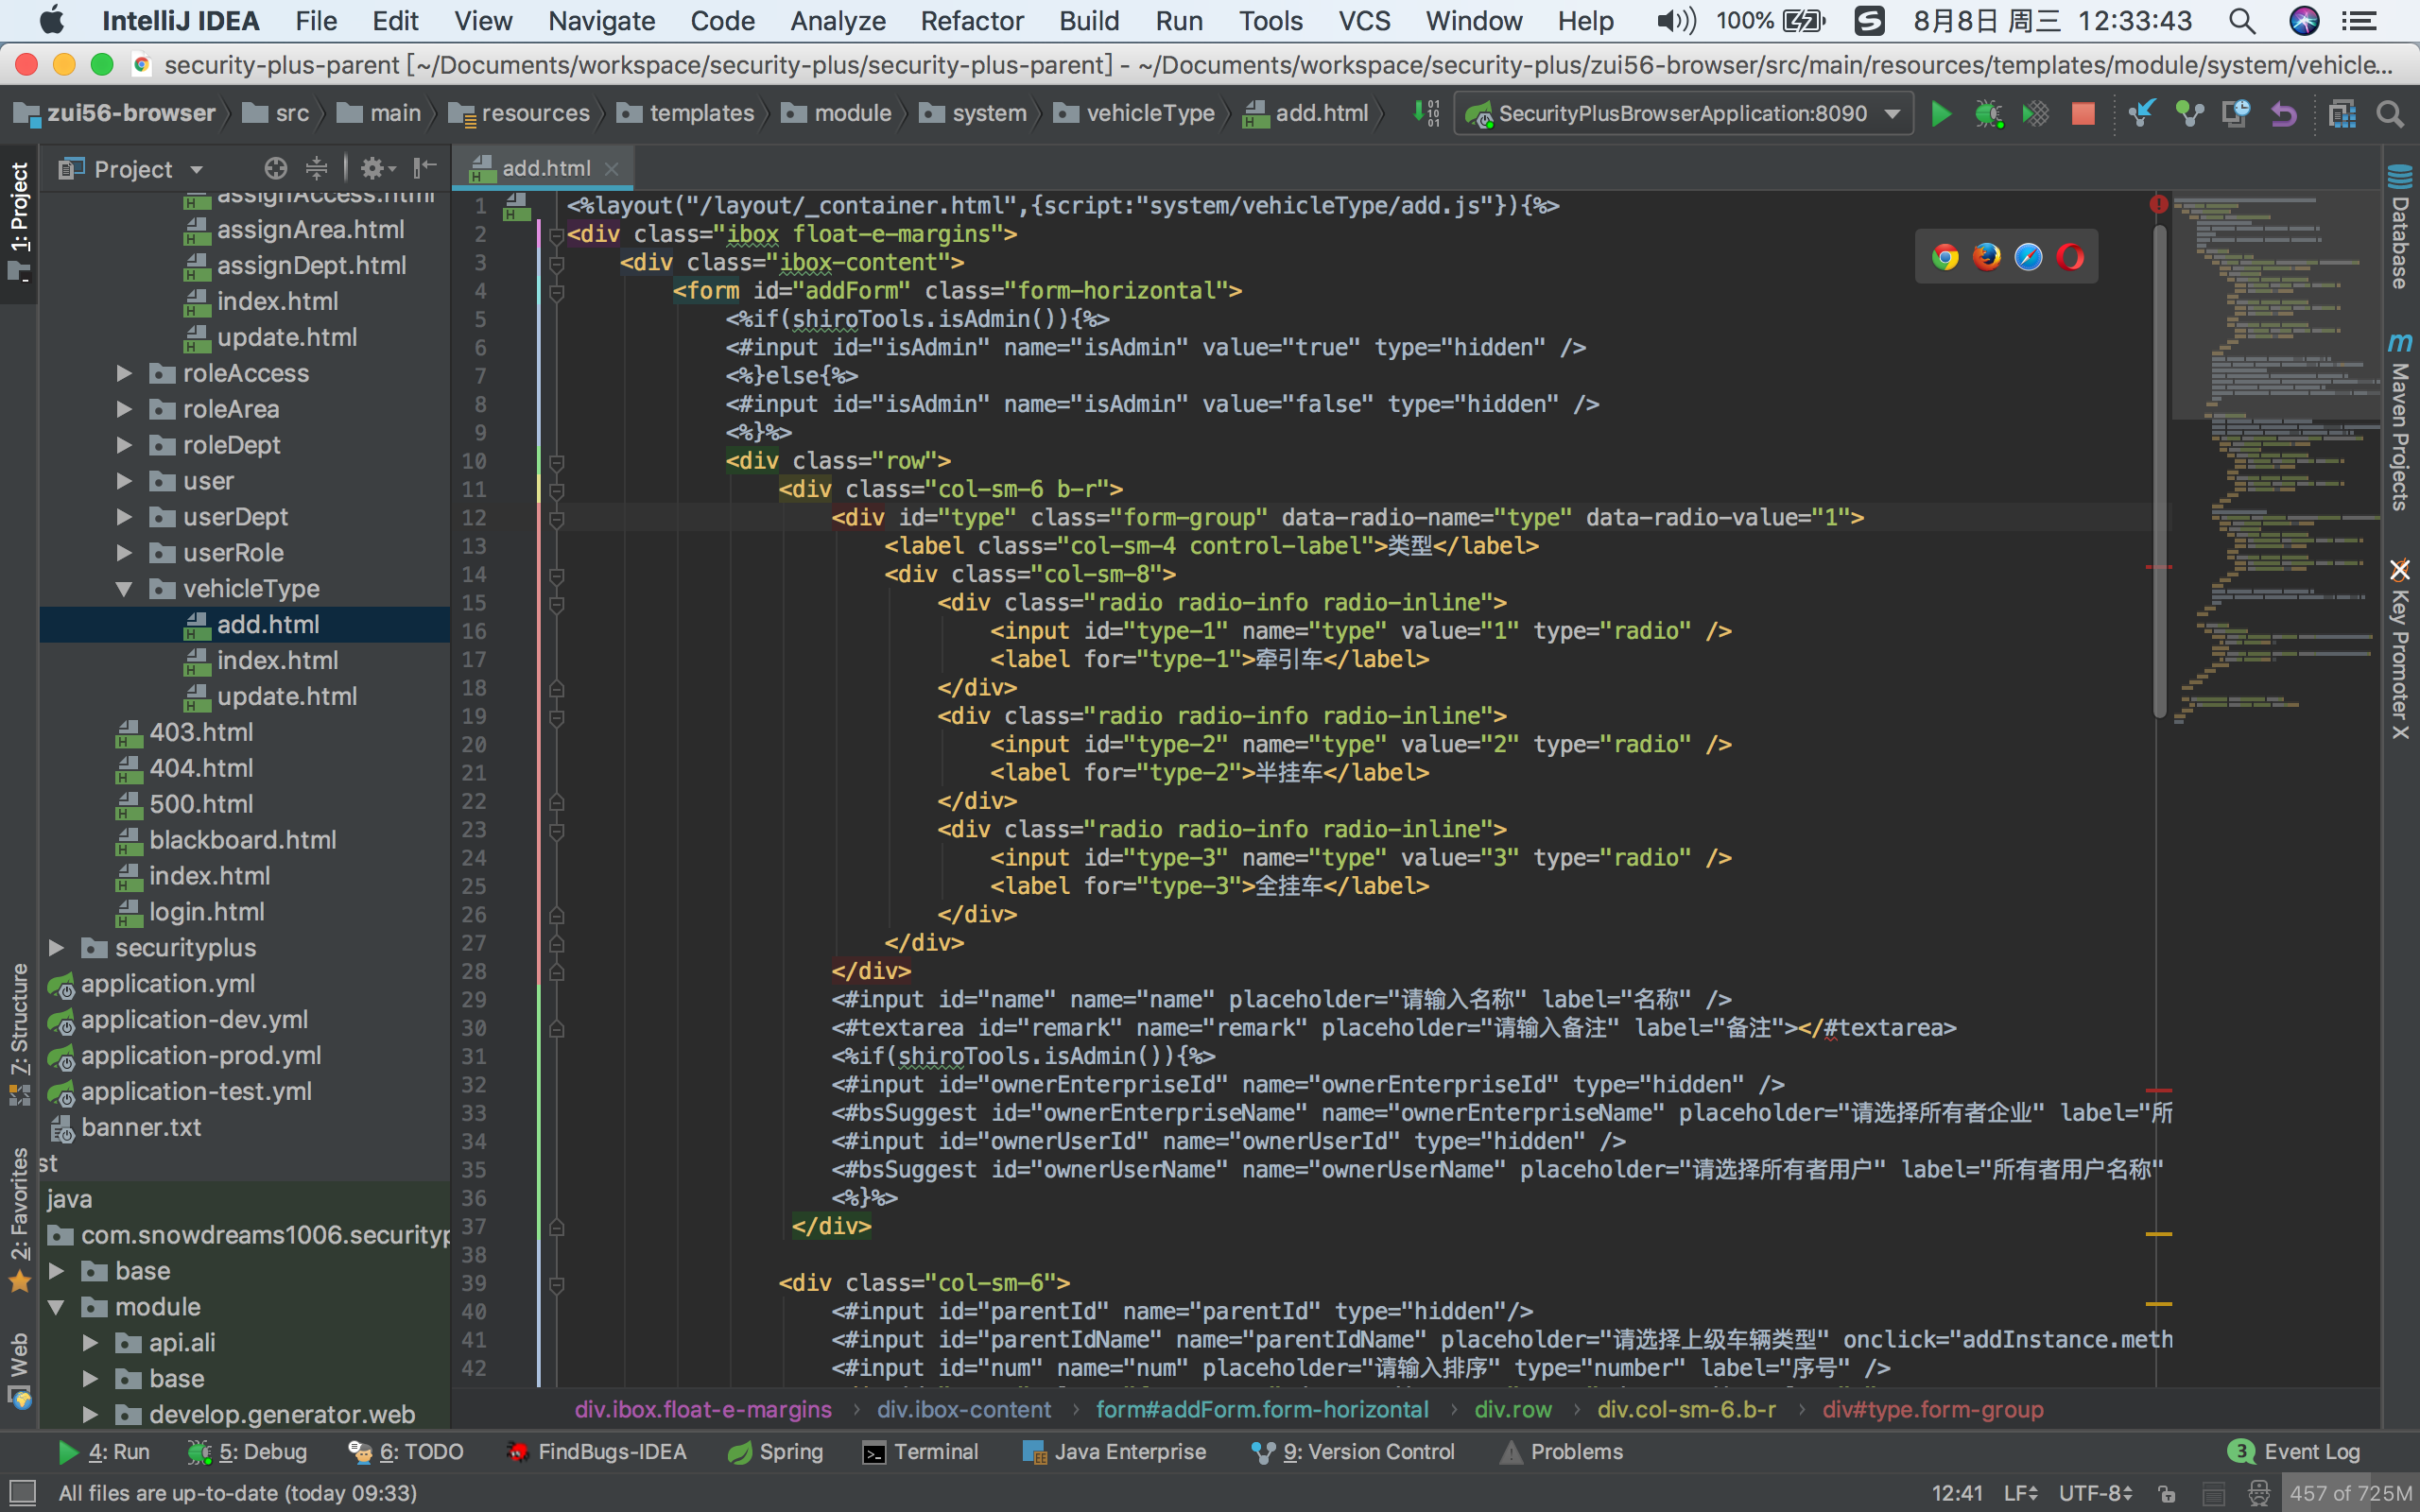 IntelliJ IDEA File Edit View Navigate Code Analyze Refactor Build Run Tools VCS Window Help 100% 8月8日 周三 12:33:43
security-plus-parent [~/Documents/workspace/security-plus/security-plus-parent] - ~/Documents/workspace/security-plus/zui56-browser/src/main/resources/templates/module/system/vehicle...
zui56-browser src main resources templates module system vehicleType add.html SecurityPlusBrowserApplication:8090
Project
add.html
1: Project
7: Structure
2: Favorites
Web
assignAccess.html
assignArea.html
assignDept.html
index.html
update.html
roleAccess
roleArea
roleDept
user
userDept
userRole
vehicleType
add.html
index.html
update.html
403.html
404.html
500.html
blackboard.html
index.html
login.html
securityplus
application.yml
application-dev.yml
application-prod.yml
application-test.yml
banner.txt
st
java
com.snowdreams1006.security
base
module
api.ali
base
develop.generator.web
1 <%layout("/layout/_container.html",{script:"system/vehicleType/add.js"}){%>
2 <div class="ibox float-e-margins">
3 <div class="ibox-content">
4 <form id="addForm" class="form-horizontal">
5 <%if(shiroTools.isAdmin()){%>
6 <#input id="isAdmin" name="isAdmin" value="true" type="hidden" />
7 <%}else{%>
8 <#input id="isAdmin" name="isAdmin" value="false" type="hidden" />
9 <%}%>
10 <div class="row">
11 <div class="col-sm-6 b-r">
12 <div id="type" class="form-group" data-radio-name="type" data-radio-value="1">
13 <label class="col-sm-4 control-label">类型</label>
14 <div class="col-sm-8">
15 <div class="radio radio-info radio-inline">
16 <input id="type-1" name="type" value="1" type="radio" />
17 <label for="type-1">牵引车</label>
18 </div>
19 <div class="radio radio-info radio-inline">
20 <input id="type-2" name="type" value="2" type="radio" />
21 <label for="type-2">半挂车</label>
22 </div>
23 <div class="radio radio-info radio-inline">
24 <input id="type-3" name="type" value="3" type="radio" />
25 <label for="type-3">全挂车</label>
26 </div>
27 </div>
28 </div>
29 <#input id="name" name="name" placeholder="请输入名称" label="名称" />
30 <#textarea id="remark" name="remark" placeholder="请输入备注" label="备注"></#textarea>
31 <%if(shiroTools.isAdmin()){%>
32 <#input id="ownerEnterpriseId" name="ownerEnterpriseId" type="hidden" />
33 <#bsSuggest id="ownerEnterpriseName" name="ownerEnterpriseName" placeholder="请选择所有者企业" label="所
34 <#input id="ownerUserId" name="ownerUserId" type="hidden" />
35 <#bsSuggest id="ownerUserName" name="ownerUserName" placeholder="请选择所有者用户" label="所有者用户名称"
36 <%}%>
37 </div>
38
39 <div class="col-sm-6">
40 <#input id="parentId" name="parentId" type="hidden"/>
41 <#input id="parentIdName" name="parentIdName" placeholder="请选择上级车辆类型" onclick="addInstance.meth
42 <#input id="num" name="num" placeholder="请输入排序" type="number" label="序号" />
div.ibox.float-e-margins › div.ibox-content › form#addForm.form-horizontal › div.row › div.col-sm-6.b-r › div#type.form-group
Database
Maven Projects
Key Promoter X
4: Run 5: Debug 6: TODO FindBugs-IDEA Spring Terminal Java Enterprise 9: Version Control Problems 3 Event Log
All files are up-to-date (today 09:33) 12:41 LF UTF-8 457 of 725M